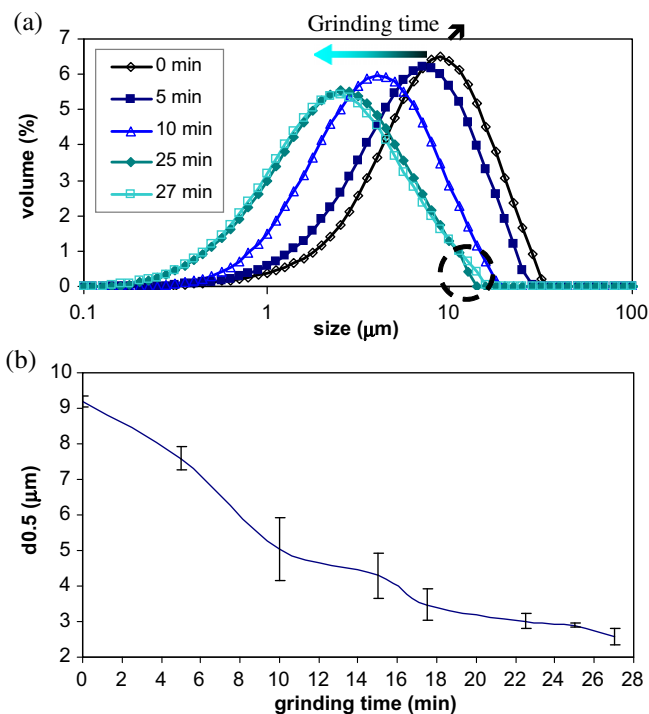 (a)
Grinding time
7
6
5
4
3
2
1
0
volume (%)
0 min
5 min
10 min
25 min
27 min
0.1 1 10 100
size (μm)
(b)
10
9
8
7
6
5
4
3
2
d0.5 (μm)
0 2 4 6 8 10 12 14 16 18 20 22 24 26 28
grinding time (min)